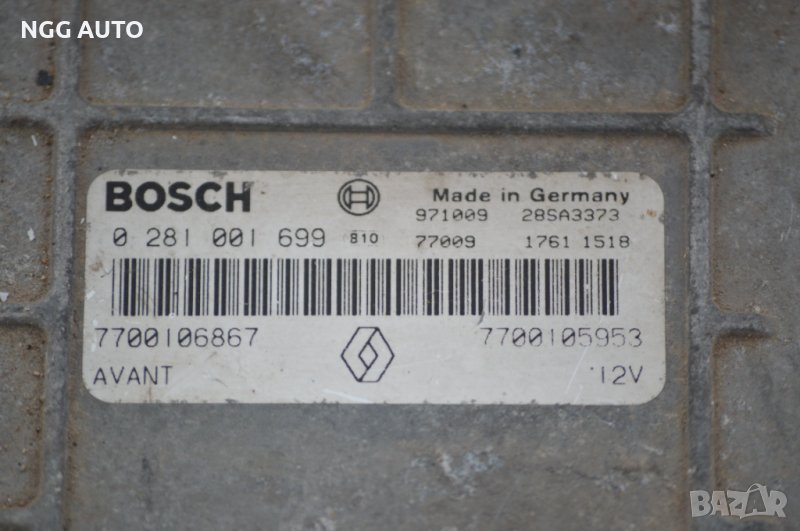 NGG AUTO
BOSCH Made in Germany
971009 28SA3373
0 281 001 699 810 77009 1761 1518
7700106867 7700105953
AVANT 12V
BAZAR